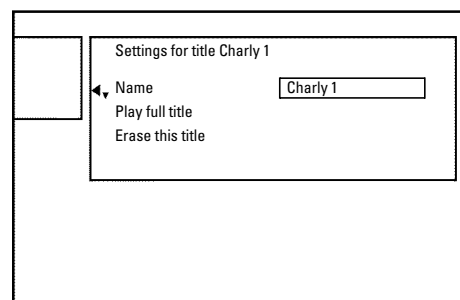 Settings for title Charly 1
Name Charly 1
Play full title
Erase this title